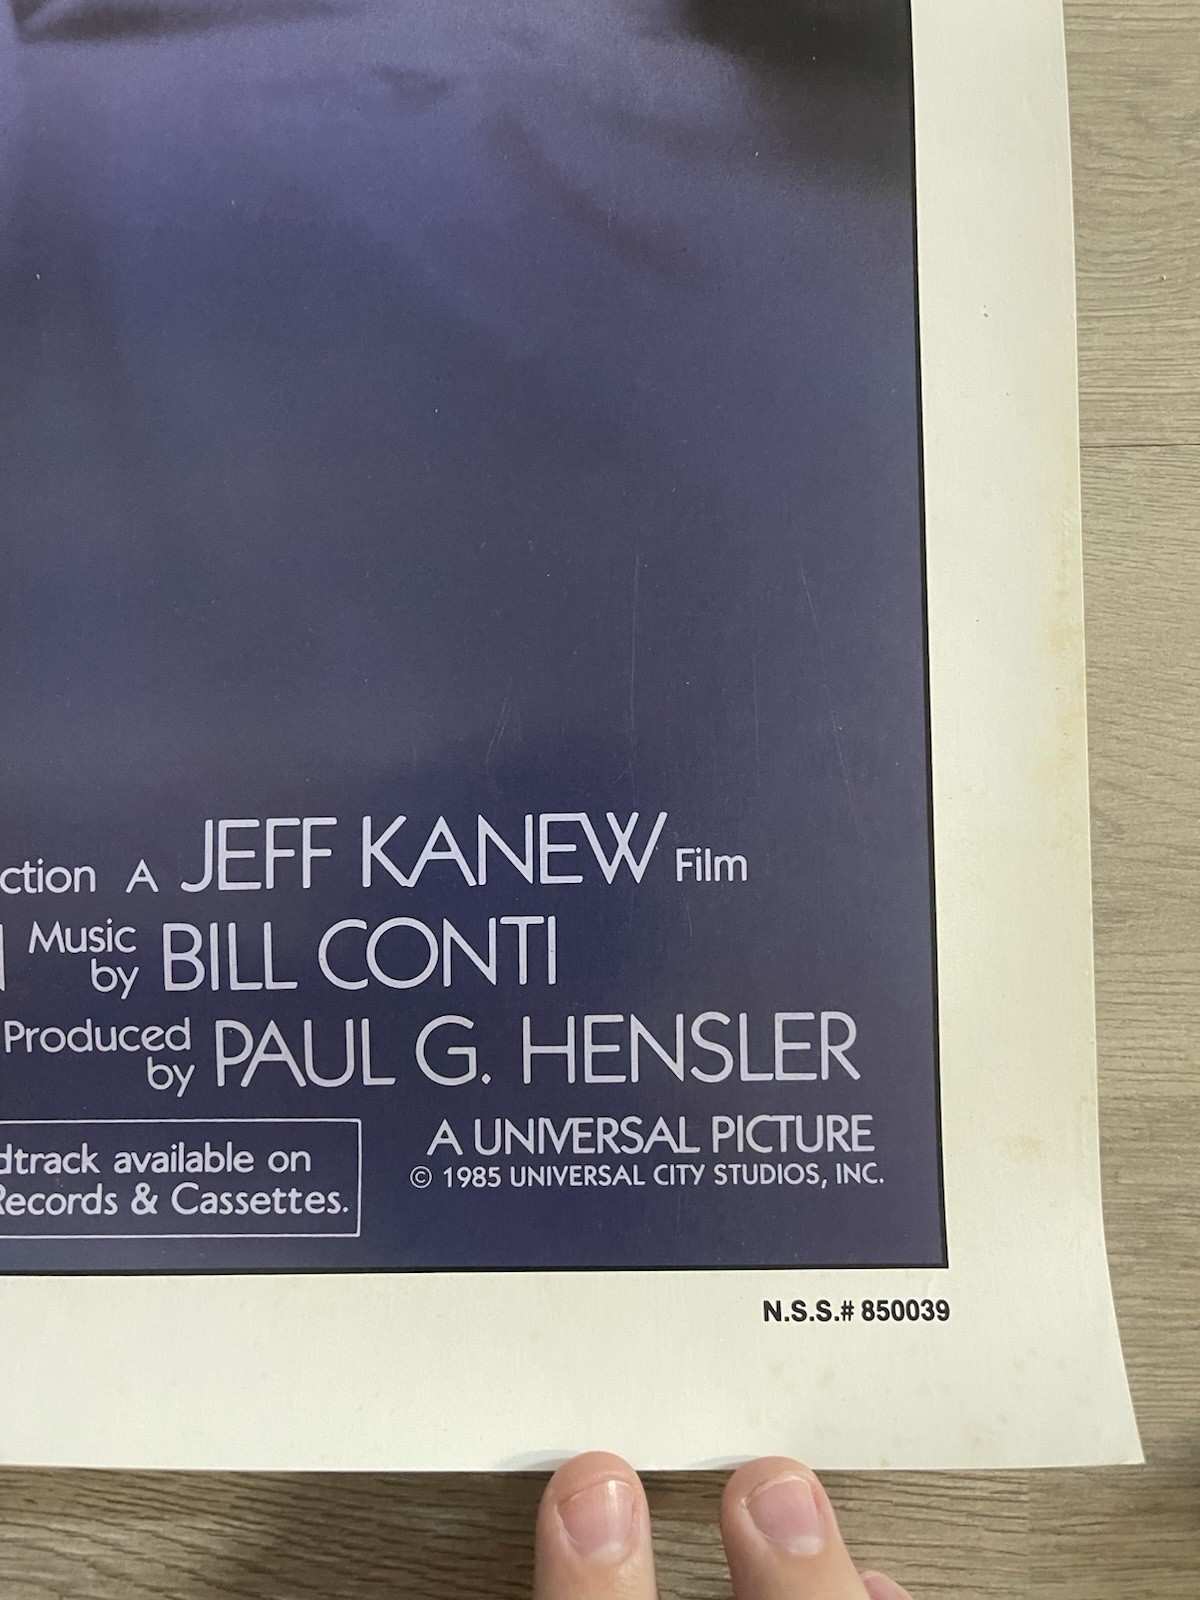 ction A JEFF KANEW Film
Music by BILL CONTI
Produced by PAUL G. HENSLER
dtrack available on
Records & Cassettes.
A UNIVERSAL PICTURE
© 1985 UNIVERSAL CITY STUDIOS, INC.
N.S.S.# 850039